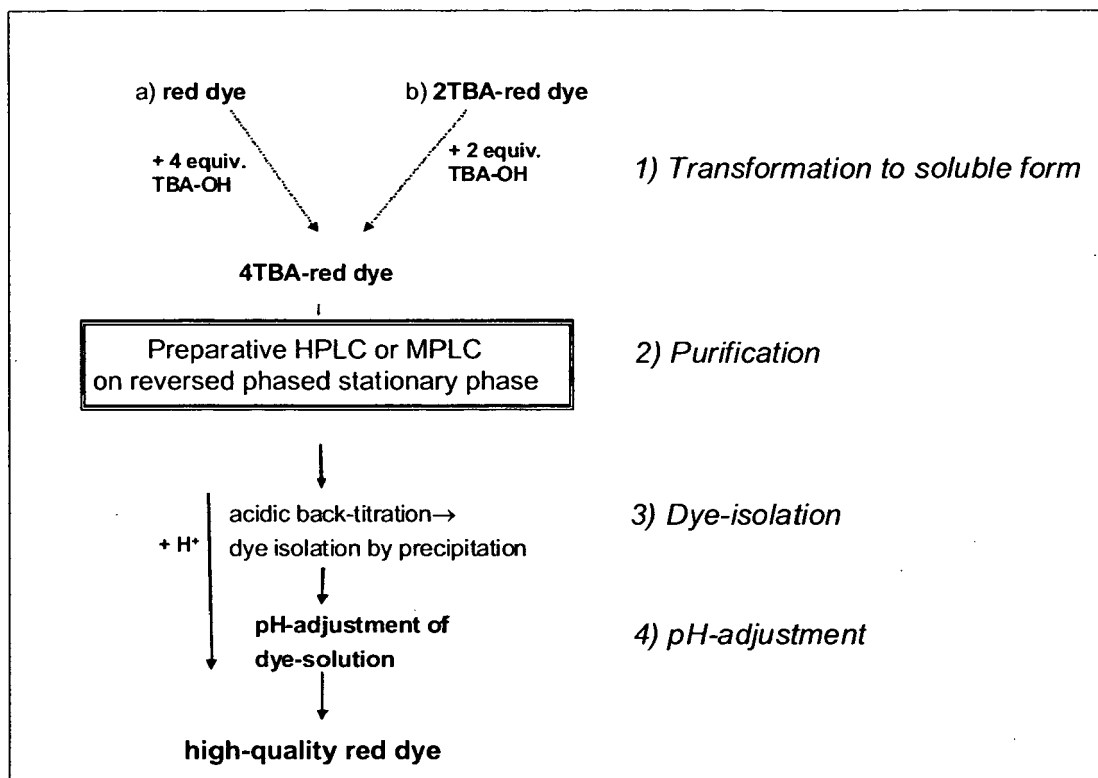 a) red dye
b) 2TBA-red dye
+ 4 equiv.
TBA-OH
+ 2 equiv.
TBA-OH
1) Transformation to soluble form
4TBA-red dye
Preparative HPLC or MPLC
on reversed phased stationary phase
2) Purification
+ H⁺
acidic back-titration→
dye isolation by precipitation
3) Dye-isolation
pH-adjustment of
dye-solution
4) pH-adjustment
high-quality red dye